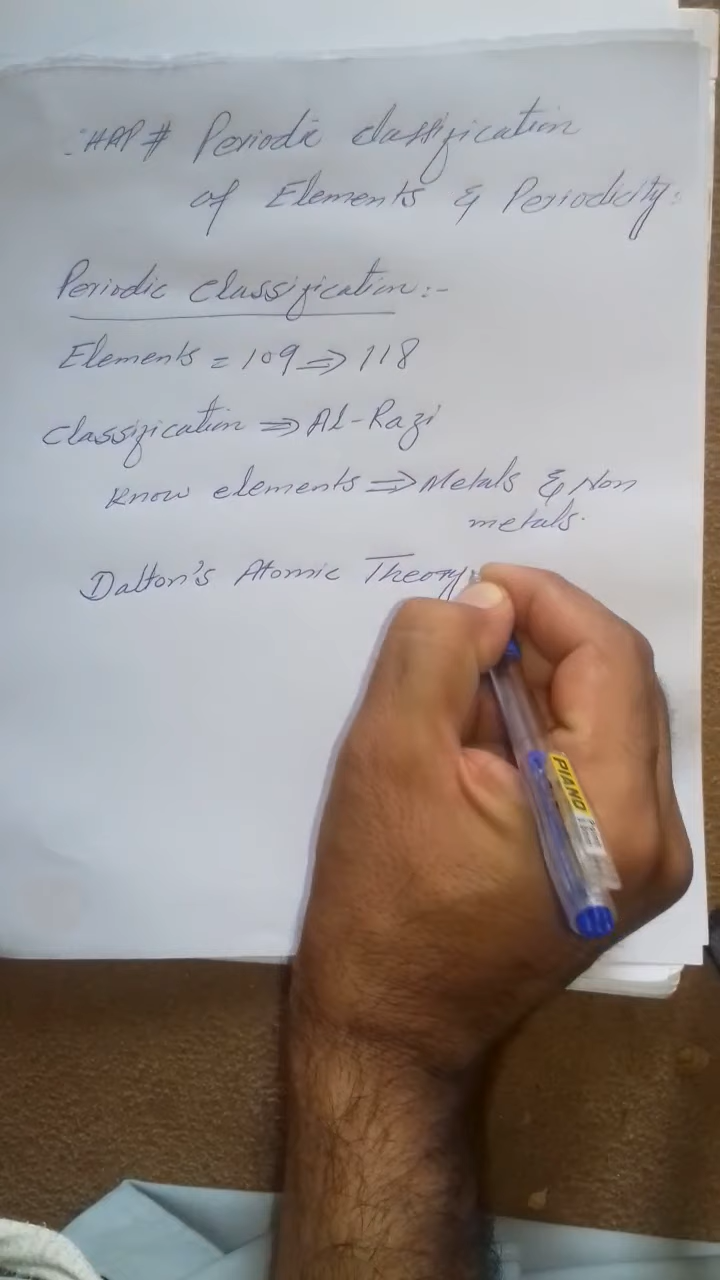 CHAP # Periodic classification
of Elements & Periodicity:
Periodic classification:-
Elements = 109 => 118
classification => AL-Razi
know elements => Metals & Non
metals.
Dalton's Atomic Theory
PIANO